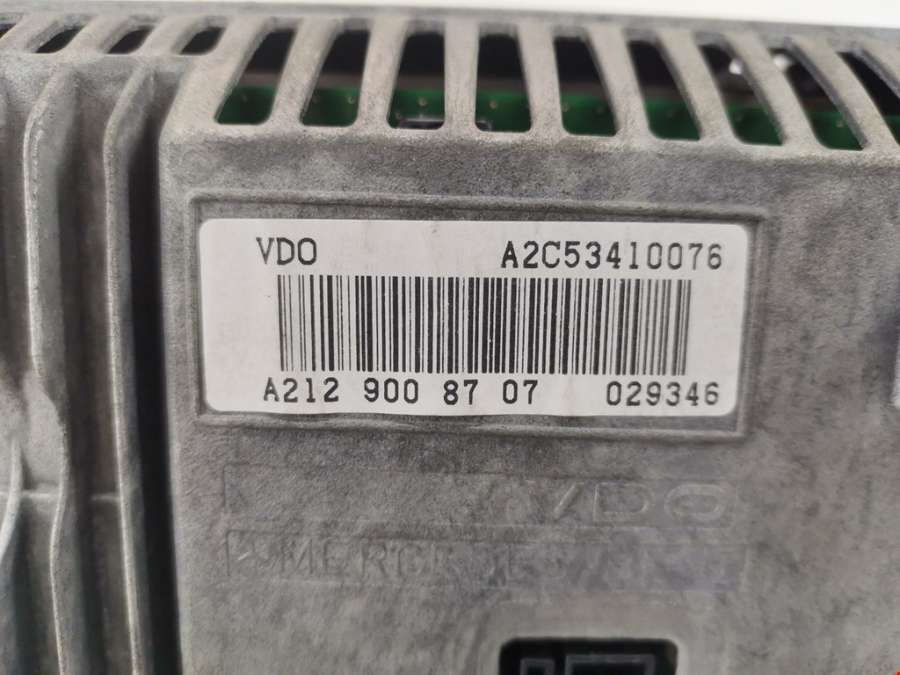 VDO A2C53410076
A212 900 87 07 029346
VDO
MERCEDES